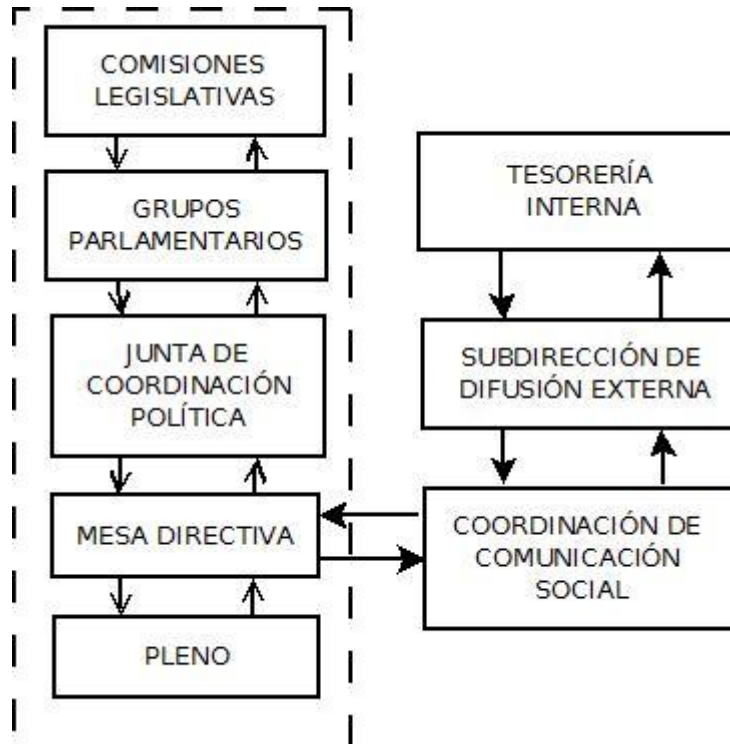 COMISIONES
LEGISLATIVAS
GRUPOS
PARLAMENTARIOS
JUNTA DE
COORDINACIÓN
POLÍTICA
MESA DIRECTIVA
PLENO
TESORERÍA
INTERNA
SUBDIRECCIÓN DE
DIFUSIÓN EXTERNA
COORDINACIÓN DE
COMUNICACIÓN
SOCIAL